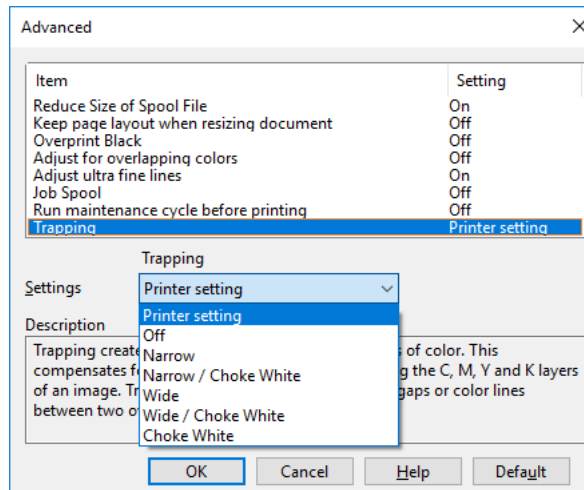 Advanced
Item Setting
Reduce Size of Spool File On
Keep page layout when resizing document Off
Overprint Black Off
Adjust for overlapping colors Off
Adjust ultra fine lines On
Job Spool Off
Run maintenance cycle before printing Off
Trapping Printer setting
Trapping
Settings Printer setting
Printer setting
Off
Narrow
Narrow / Choke White
Wide
Wide / Choke White
Choke White
Description
Trapping create s of color. This
compensates f g the C, M, Y and K layers
of an image. Tr gaps or color lines
between two o
OK Cancel Help Default